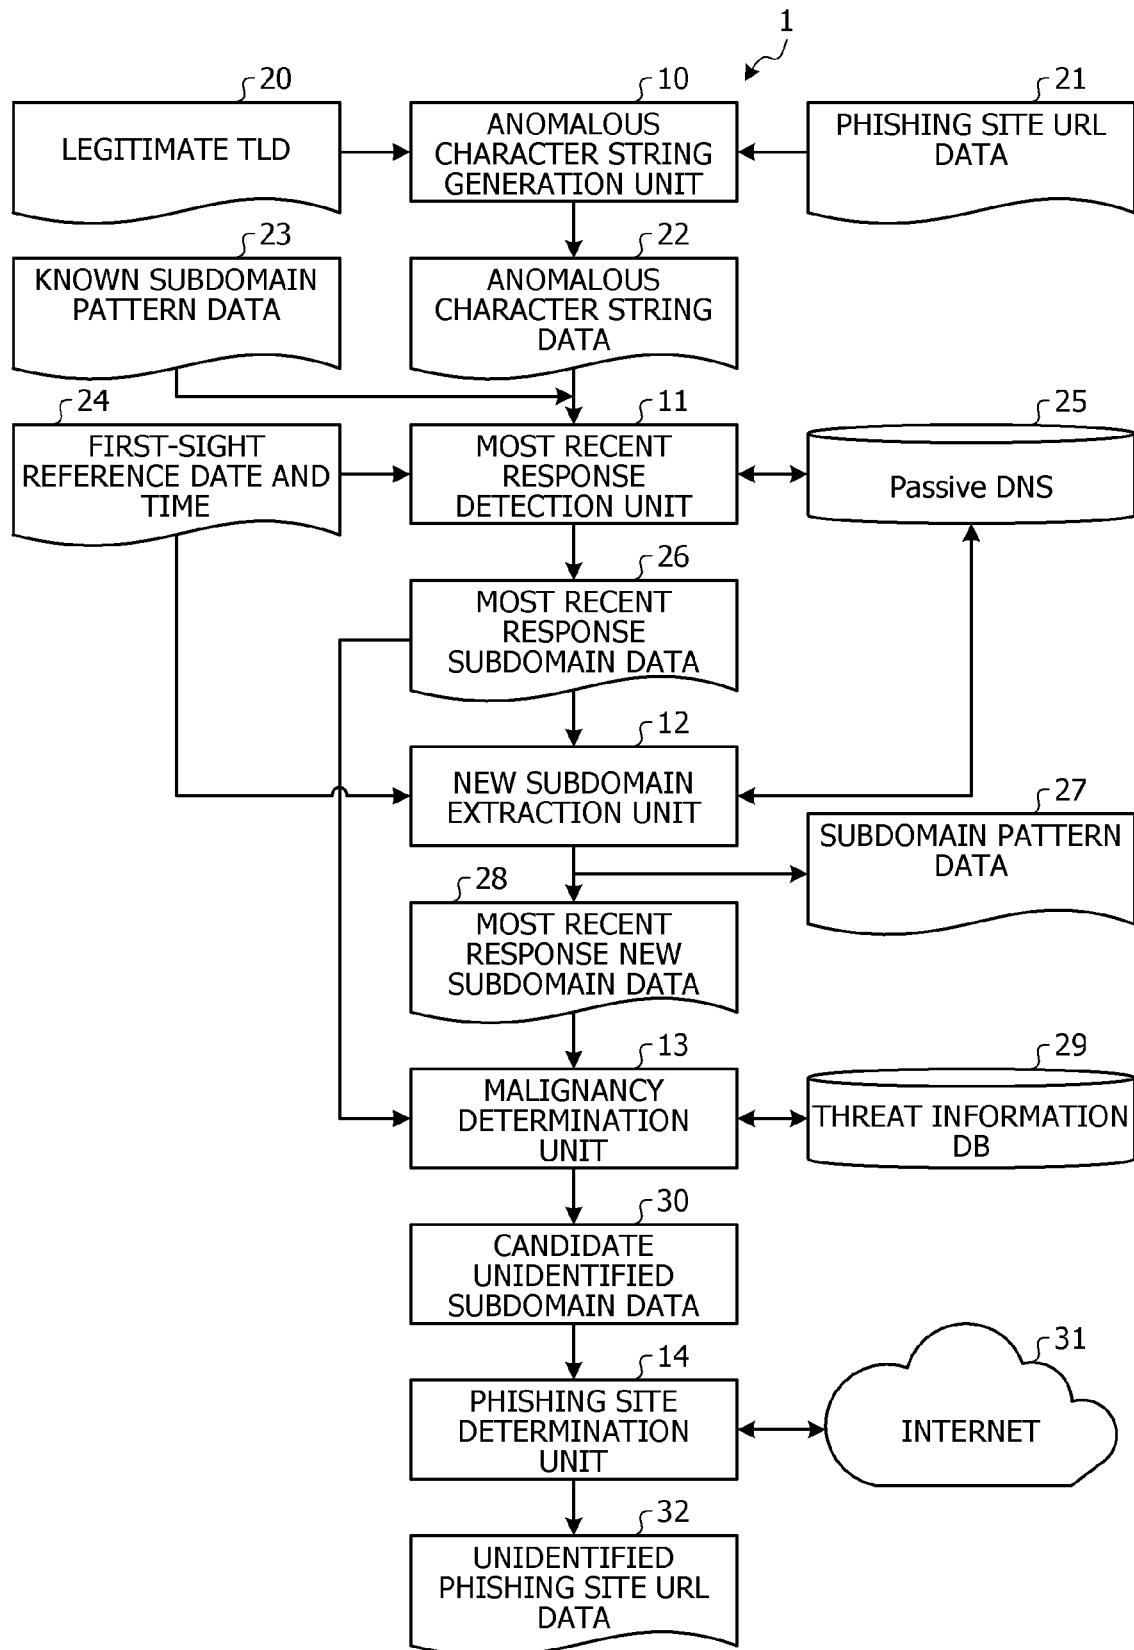 1
20
10
21
LEGITIMATE TLD
ANOMALOUS
CHARACTER STRING
GENERATION UNIT
PHISHING SITE URL
DATA
23
22
KNOWN SUBDOMAIN
PATTERN DATA
ANOMALOUS
CHARACTER STRING
DATA
24
11
25
FIRST-SIGHT
REFERENCE DATE AND
TIME
MOST RECENT
RESPONSE
DETECTION UNIT
Passive DNS
26
MOST RECENT
RESPONSE
SUBDOMAIN DATA
12
NEW SUBDOMAIN
EXTRACTION UNIT
27
SUBDOMAIN PATTERN
DATA
28
MOST RECENT
RESPONSE NEW
SUBDOMAIN DATA
13
29
MALIGNANCY
DETERMINATION
UNIT
THREAT INFORMATION
DB
30
CANDIDATE
UNIDENTIFIED
SUBDOMAIN DATA
14
31
PHISHING SITE
DETERMINATION
UNIT
INTERNET
32
UNIDENTIFIED
PHISHING SITE URL
DATA